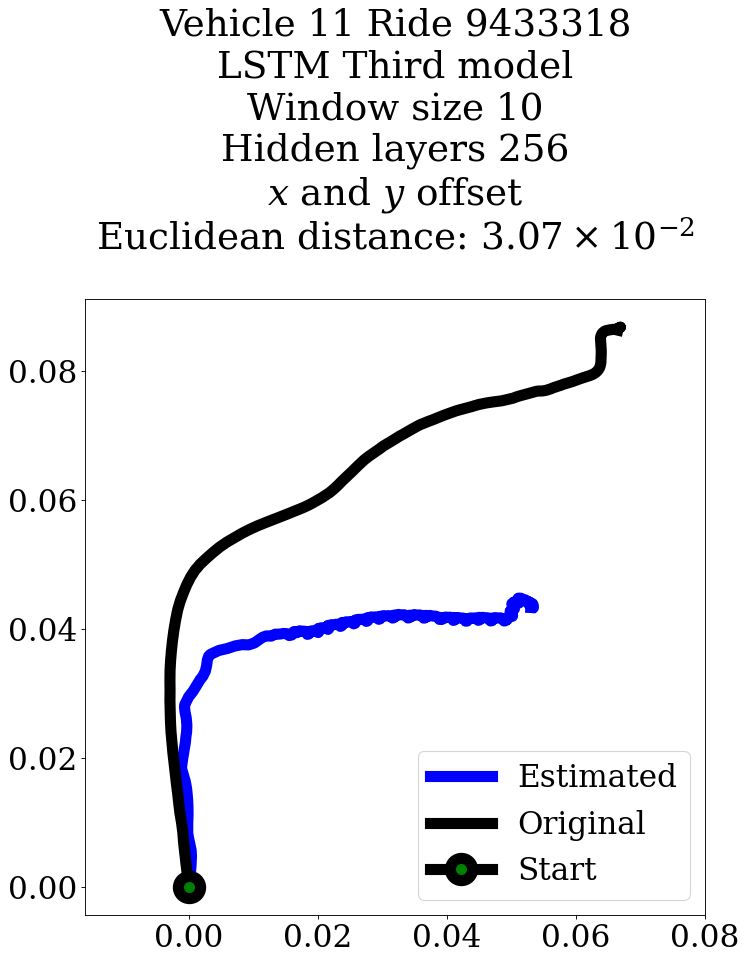 Vehicle 11 Ride 9433318
LSTM Third model
Window size 10
Hidden layers 256
x and y offset
Euclidean distance: 3.07 × 10⁻²
0.08
0.06
0.04
0.02
0.00
Estimated
Original
Start
0.00 0.02 0.04 0.06 0.08